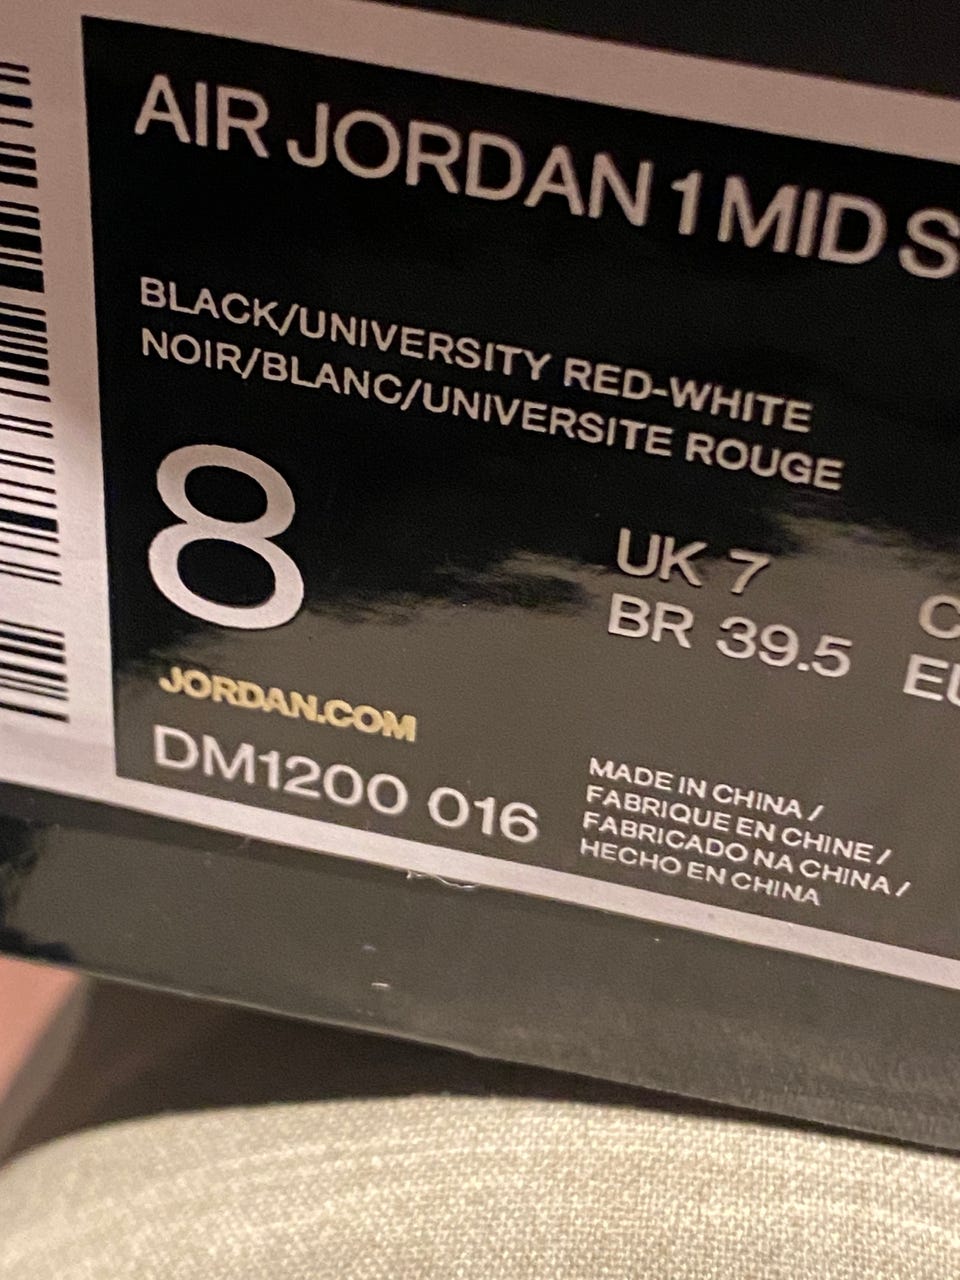 AIR JORDAN 1 MID S
BLACK/UNIVERSITY RED-WHITE
NOIR/BLANC/UNIVERSITE ROUGE
8
UK 7
BR 39.5
JORDAN.COM
DM1200 016
MADE IN CHINA /
FABRIQUE EN CHINE /
FABRICADO NA CHINA /
HECHO EN CHINA